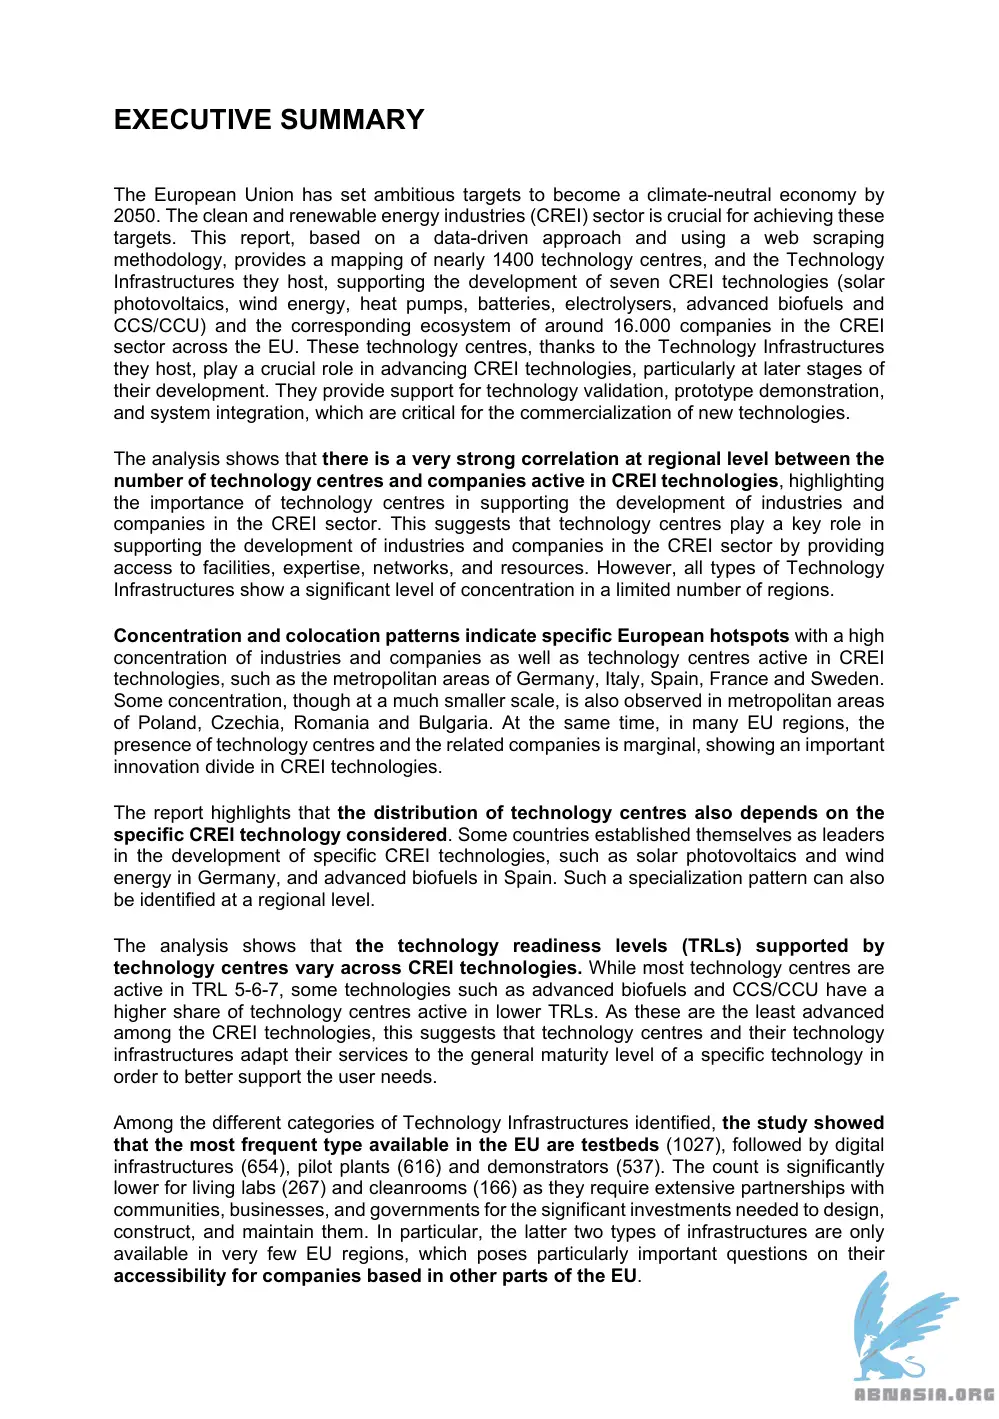 EXECUTIVE SUMMARY
The European Union has set ambitious targets to become a climate-neutral economy by
2050. The clean and renewable energy industries (CREI) sector is crucial for achieving these
targets. This report, based on a data-driven approach and using a web scraping
methodology, provides a mapping of nearly 1400 technology centres, and the Technology
Infrastructures they host, supporting the development of seven CREI technologies (solar
photovoltaics, wind energy, heat pumps, batteries, electrolysers, advanced biofuels and
CCS/CCU) and the corresponding ecosystem of around 16.000 companies in the CREI
sector across the EU. These technology centres, thanks to the Technology Infrastructures
they host, play a crucial role in advancing CREI technologies, particularly at later stages of
their development. They provide support for technology validation, prototype demonstration,
and system integration, which are critical for the commercialization of new technologies.
The analysis shows that there is a very strong correlation at regional level between the
number of technology centres and companies active in CREI technologies, highlighting
the importance of technology centres in supporting the development of industries and
companies in the CREI sector. This suggests that technology centres play a key role in
supporting the development of industries and companies in the CREI sector by providing
access to facilities, expertise, networks, and resources. However, all types of Technology
Infrastructures show a significant level of concentration in a limited number of regions.
Concentration and colocation patterns indicate specific European hotspots with a high
concentration of industries and companies as well as technology centres active in CREI
technologies, such as the metropolitan areas of Germany, Italy, Spain, France and Sweden.
Some concentration, though at a much smaller scale, is also observed in metropolitan areas
of Poland, Czechia, Romania and Bulgaria. At the same time, in many EU regions, the
presence of technology centres and the related companies is marginal, showing an important
innovation divide in CREI technologies.
The report highlights that the distribution of technology centres also depends on the
specific CREI technology considered. Some countries established themselves as leaders
in the development of specific CREI technologies, such as solar photovoltaics and wind
energy in Germany, and advanced biofuels in Spain. Such a specialization pattern can also
be identified at a regional level.
The analysis shows that the technology readiness levels (TRLs) supported by
technology centres vary across CREI technologies. While most technology centres are
active in TRL 5-6-7, some technologies such as advanced biofuels and CCS/CCU have a
higher share of technology centres active in lower TRLs. As these are the least advanced
among the CREI technologies, this suggests that technology centres and their technology
infrastructures adapt their services to the general maturity level of a specific technology in
order to better support the user needs.
Among the different categories of Technology Infrastructures identified, the study showed
that the most frequent type available in the EU are testbeds (1027), followed by digital
infrastructures (654), pilot plants (616) and demonstrators (537). The count is significantly
lower for living labs (267) and cleanrooms (166) as they require extensive partnerships with
communities, businesses, and governments for the significant investments needed to design,
construct, and maintain them. In particular, the latter two types of infrastructures are only
available in very few EU regions, which poses particularly important questions on their
accessibility for companies based in other parts of the EU.
ABNASIA.ORG